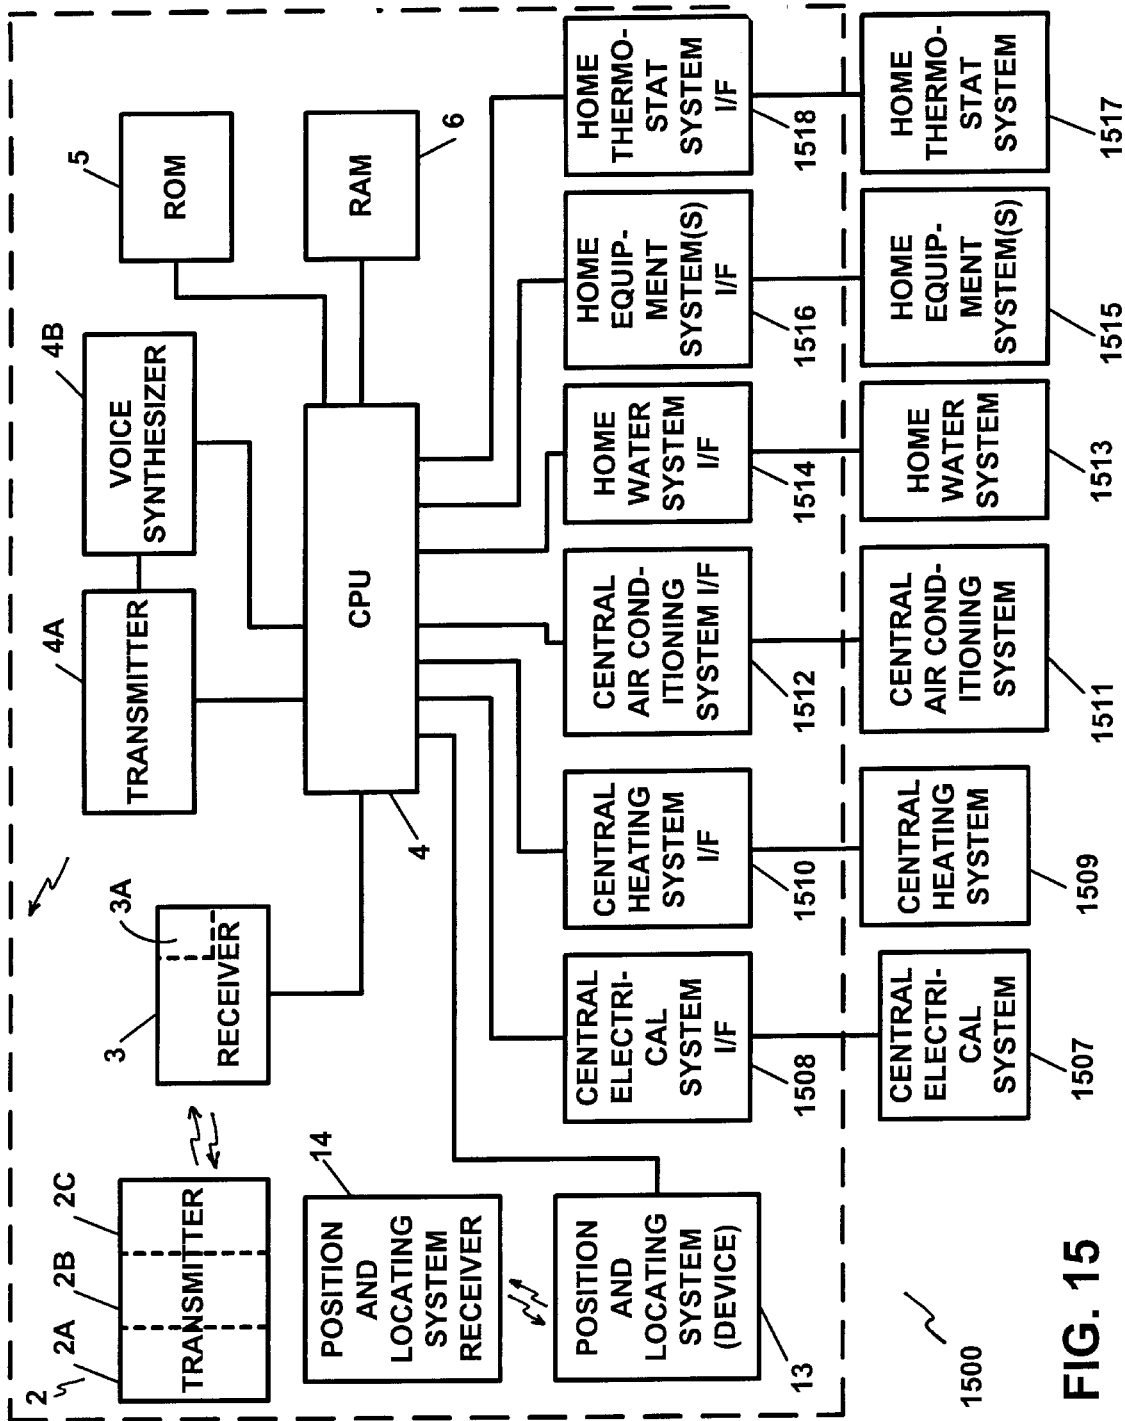 2
2A
2B
2C
TRANSMITTER
3
3A
RECEIVER
4A
TRANSMITTER
4B
VOICE
SYNTHESIZER
5
ROM
6
RAM
14
POSITION
AND
LOCATING
SYSTEM
RECEIVER
CPU
4
POSITION
AND
LOCATING
SYSTEM
(DEVICE)
13
CENTRAL
ELECTRI-
CAL
SYSTEM
I/F
1508
CENTRAL
HEATING
SYSTEM
I/F
1510
CENTRAL
AIR COND-
ITIONING
SYSTEM I/F
1512
HOME
WATER
SYSTEM
I/F
1514
HOME
EQUIP-
MENT
SYSTEM(S)
I/F
1516
HOME
THERMO-
STAT
SYSTEM
I/F
1518
CENTRAL
ELECTRI-
CAL
SYSTEM
1507
CENTRAL
HEATING
SYSTEM
1509
CENTRAL
AIR COND-
ITIONING
SYSTEM
1511
HOME
WATER
SYSTEM
1513
HOME
EQUIP-
MENT
SYSTEM(S)
1515
HOME
THERMO-
STAT
SYSTEM
1517
1500
FIG. 15